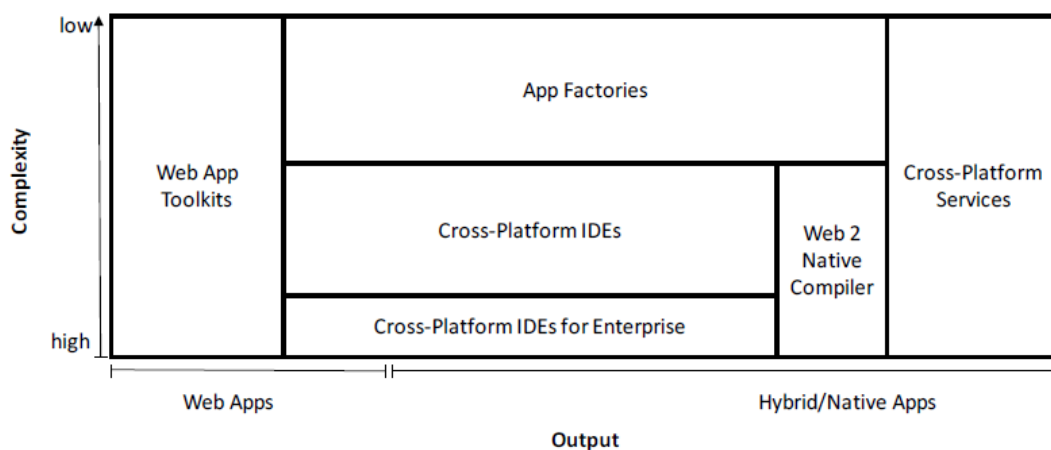 low
App Factories
Complexity
Web App
Toolkits
Cross-Platform
Services
Cross-Platform IDEs
Web 2
Native
Compiler
Cross-Platform IDEs for Enterprise
high
Web Apps
Hybrid/Native Apps
Output